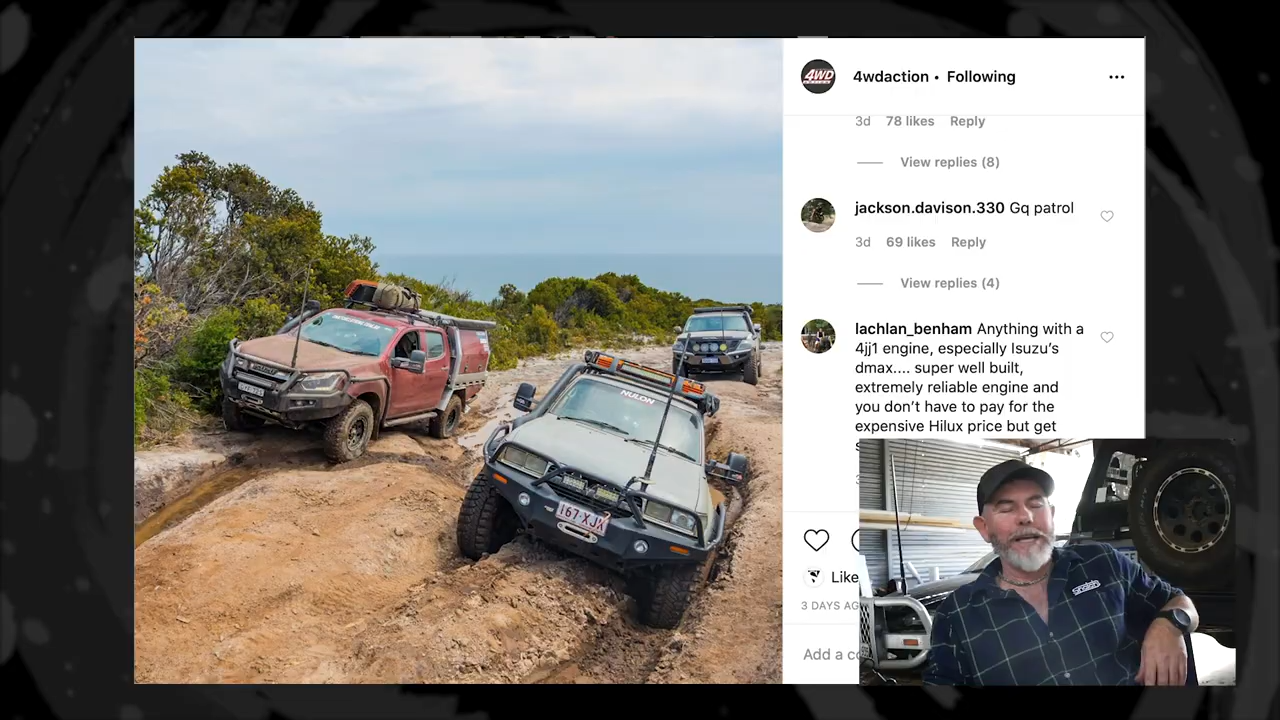 4WD
4wdaction • Following
3d 78 likes Reply
View replies (8)
jackson.davison.330 Gq patrol
3d 69 likes Reply
View replies (4)
lachlan_benham Anything with a
4jj1 engine, especially Isuzu's
dmax.... super well built,
extremely reliable engine and
you don't have to pay for the
expensive Hilux price but get
Like
3 DAYS AG
Add a co
NULON
167 XJX